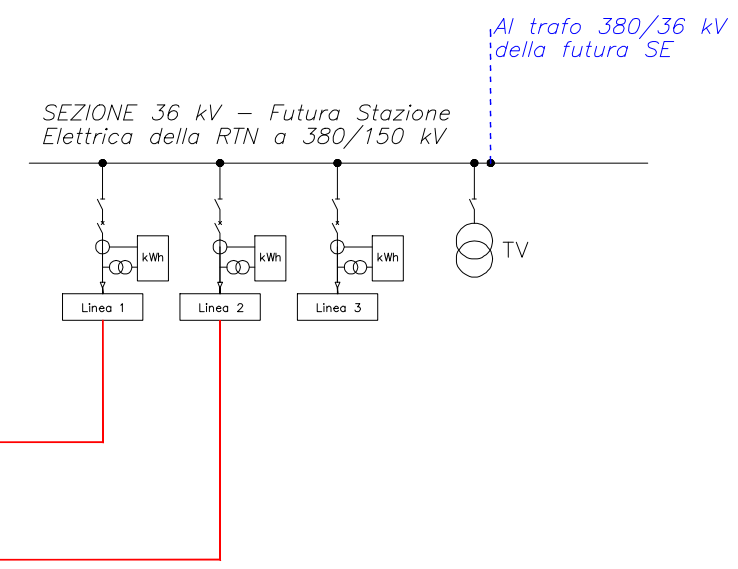 Al trafo 380/36 kV
della futura SE
SEZIONE 36 kV – Futura Stazione
Elettrica della RTN a 380/150 kV
kWh
kWh
kWh
TV
Linea 1
Linea 2
Linea 3